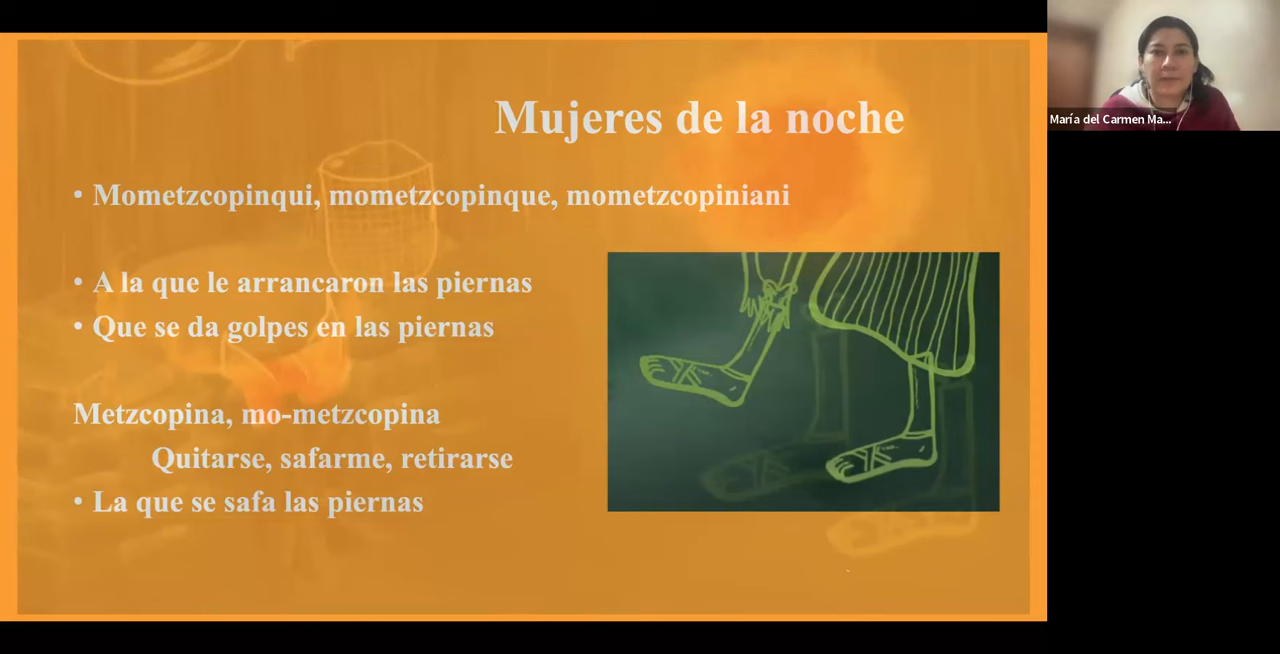 Mujeres de la noche
• Mometzcopinqui, mometzcopinque, mometzcopiniani
• A la que le arrancaron las piernas
• Que se da golpes en las piernas
Metzcopina, mo-metzcopina
Quitarse, safarme, retirarse
• La que se safa las piernas
María del Carmen Ma...